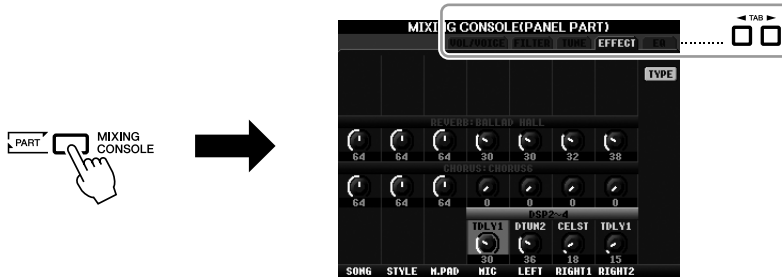 ◄ TAB ►
MIXING CONSOLE(PANEL PART)
VOL/VOICE FILTER TUNE EFFECT EQ
TYPE
REVERB:BALLAD HALL
64 64 64 30 30 32 38
CHORUS:CHORUS6
64 64 64 0 0 0 0
DSP2~4
TDLY1 DTUN2 CELST TDLY1
30 36 18 15
SONG STYLE M.PAD MIC LEFT RIGHT1 RIGHT2
PART
MIXING
CONSOLE